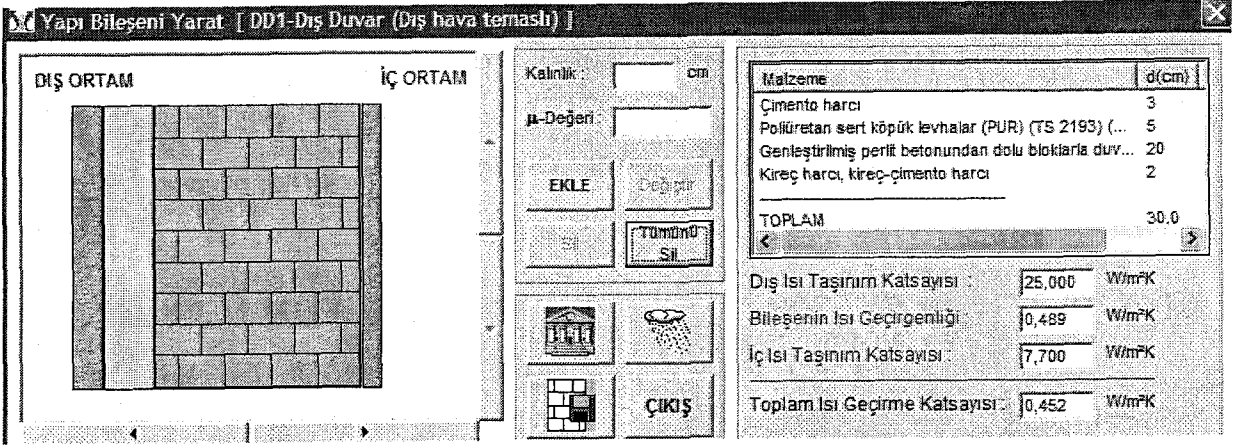 Yapı Bileşeni Yarat [ DD1-Dış Duvar (Dış hava temaslı) ]
DIŞ ORTAM
İÇ ORTAM
Kalınlık :
cm
µ-Değeri :
EKLE
Değiştir
Sil
Tümünü
Sil
ÇIKIŞ
Malzeme d(cm)
Çimento harcı 3
Poliüretan sert köpük levhalar (PUR) (TS 2193) (... 5
Genleştirilmiş perlit betonundan dolu bloklarla duv... 20
Kireç harcı, kireç-çimento harcı 2
TOPLAM 30.0
Dış Isı Taşınım Katsayısı : 25,000 W/m²K
Bileşenin Isı Geçirgenliği : 0,489 W/m²K
İç Isı Taşınım Katsayısı : 7,700 W/m²K
Toplam Isı Geçirme Katsayısı : 0,452 W/m²K